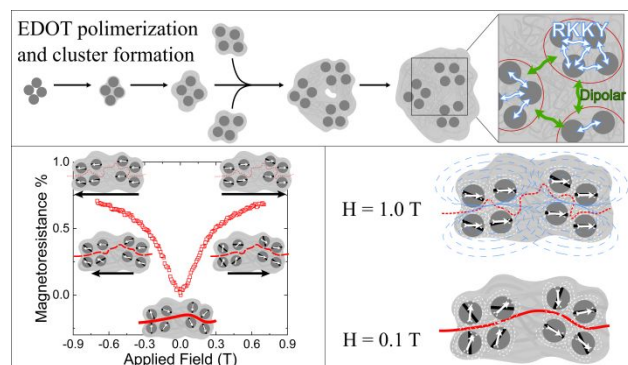 EDOT polimerization
and cluster formation
RKKY
Dipolar
Magnetoresistance %
1.0
0.5
0.0
-0.9 -0.6 -0.3 0.0 0.3 0.6 0.9
Applied Field (T)
H = 1.0 T
H = 0.1 T